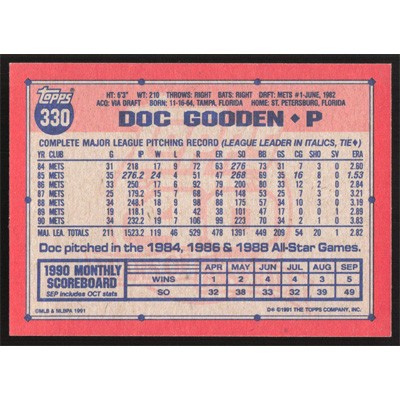 Topps
330
HT: 6'3" WT: 210 THROWS: RIGHT BATS: RIGHT DRFT: METS #1-JUNE, 1982
ACQ: VIA DRAFT BORN: 11-16-64, TAMPA, FLORIDA HOME: ST. PETERSBURG, FLORIDA
DOC GOODEN ◆ P
COMPLETE MAJOR LEAGUE PITCHING RECORD (LEAGUE LEADER IN ITALICS, TIE♦)
YR CLUB G IP W L R ER SO BB GS CG SHO SV ERA
84 METS 31 218 17 9 72 63 276 73 31 7 3 0 2.60
85 METS 35 276.2 24 4 51 47 268 69 35 16 8 0 1.53
86 METS 33 250 17 6 92 79 200 80 33 12 2 0 2.84
87 METS 25 179.2 15 7 68 64 148 53 25 7 3 0 3.21
88 METS 34 248.1 18 9 98 88 175 57 34 10 3 0 3.19
89 METS 19 118.1 9 4 42 38 101 47 17 0 0 1 2.89
90 METS 34 232.2 19 7 106 99 223 70 34 2 1 0 3.83
MAJ. LEA. TOTALS 211 1523.2 119 46 529 478 1391 449 209 54 20 1 2.82
Doc pitched in the 1984, 1986 & 1988 All-Star Games.
1990 MONTHLY SCOREBOARD
SEP includes OCT stats
APR MAY JUN JUL AUG SEP
WINS 1 2 4 4 3 5
SO 32 38 44 31 39 49
©MLB & MLBPA 1991
D* ©1991 THE TOPPS COMPANY, INC.